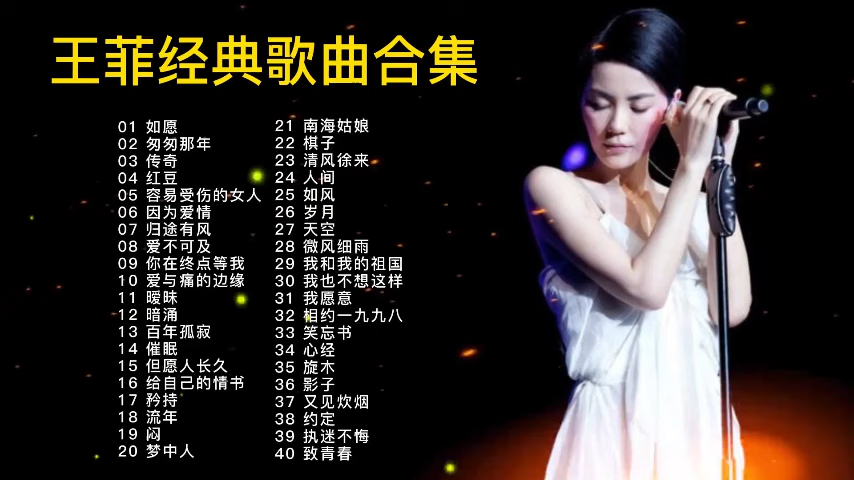 王菲经典歌曲合集
01 如愿
02 匆匆那年
03 传奇
04 红豆
05 容易受伤的女人
06 因为爱情
07 归途有风
08 爱不可及
09 你在终点等我
10 爱与痛的边缘
11 暧昧
12 暗涌
13 百年孤寂
14 催眠
15 但愿人长久
16 给自己的情书
17 矜持
18 流年
19 闷
20 梦中人
21 南海姑娘
22 棋子
23 清风徐来
24 人间
25 如风
26 岁月
27 天空
28 微风细雨
29 我和我的祖国
30 我也不想这样
31 我愿意
32 相约一九九八
33 笑忘书
34 心经
35 旋木
36 影子
37 又见炊烟
38 约定
39 执迷不悔
40 致青春